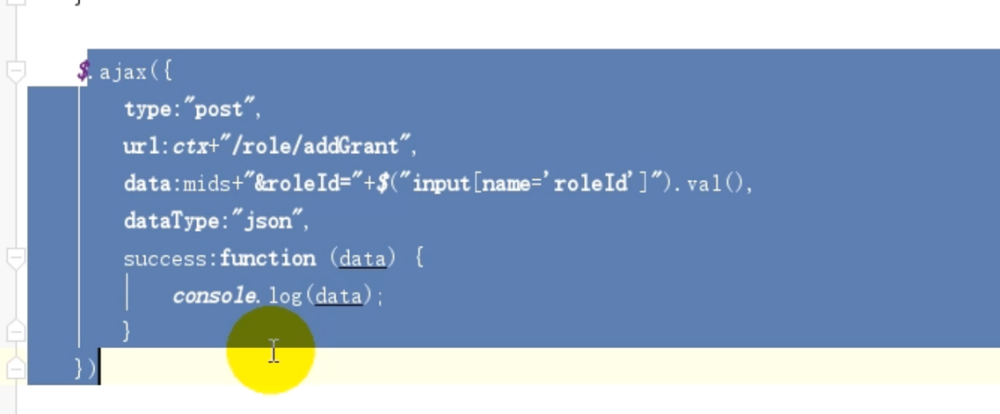 }
$.ajax({
type:"post",
url:ctx+"/role/addGrant",
data:mids+"&roleId="+$("input[name='roleId']").val(),
dataType:"json",
success:function (data) {
console.log(data);
}
})